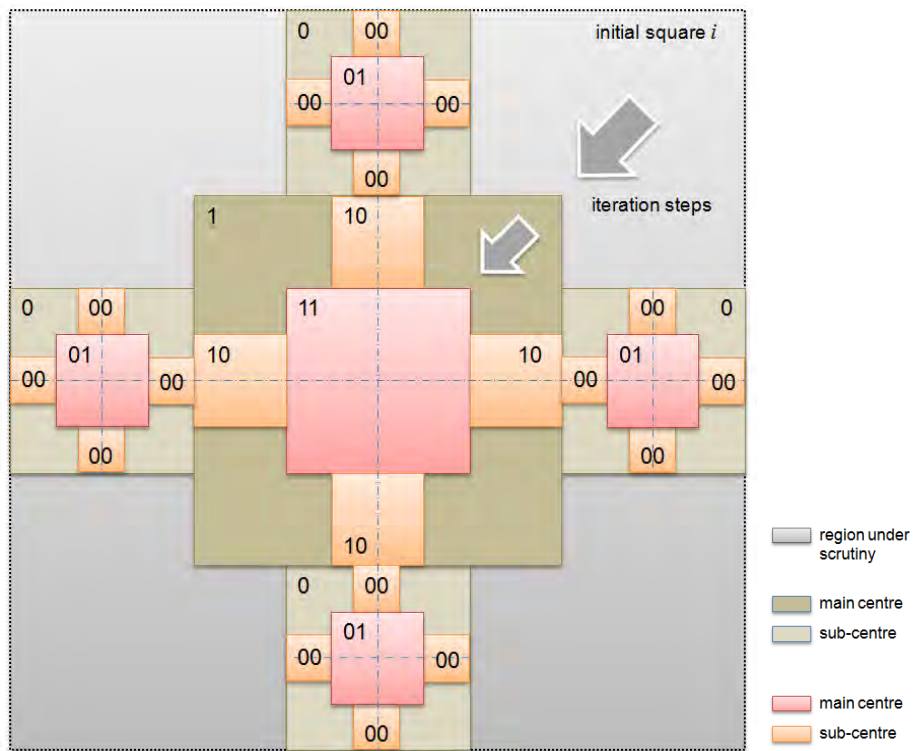 0 00 initial square i
01
00 00
00
iteration steps
1 10
0 00 11 00 0
01 10 10 01
00 00 00 00
00 00
10
0 00
01
00 00
00
region under
scrutiny
main centre
sub-centre
main centre
sub-centre